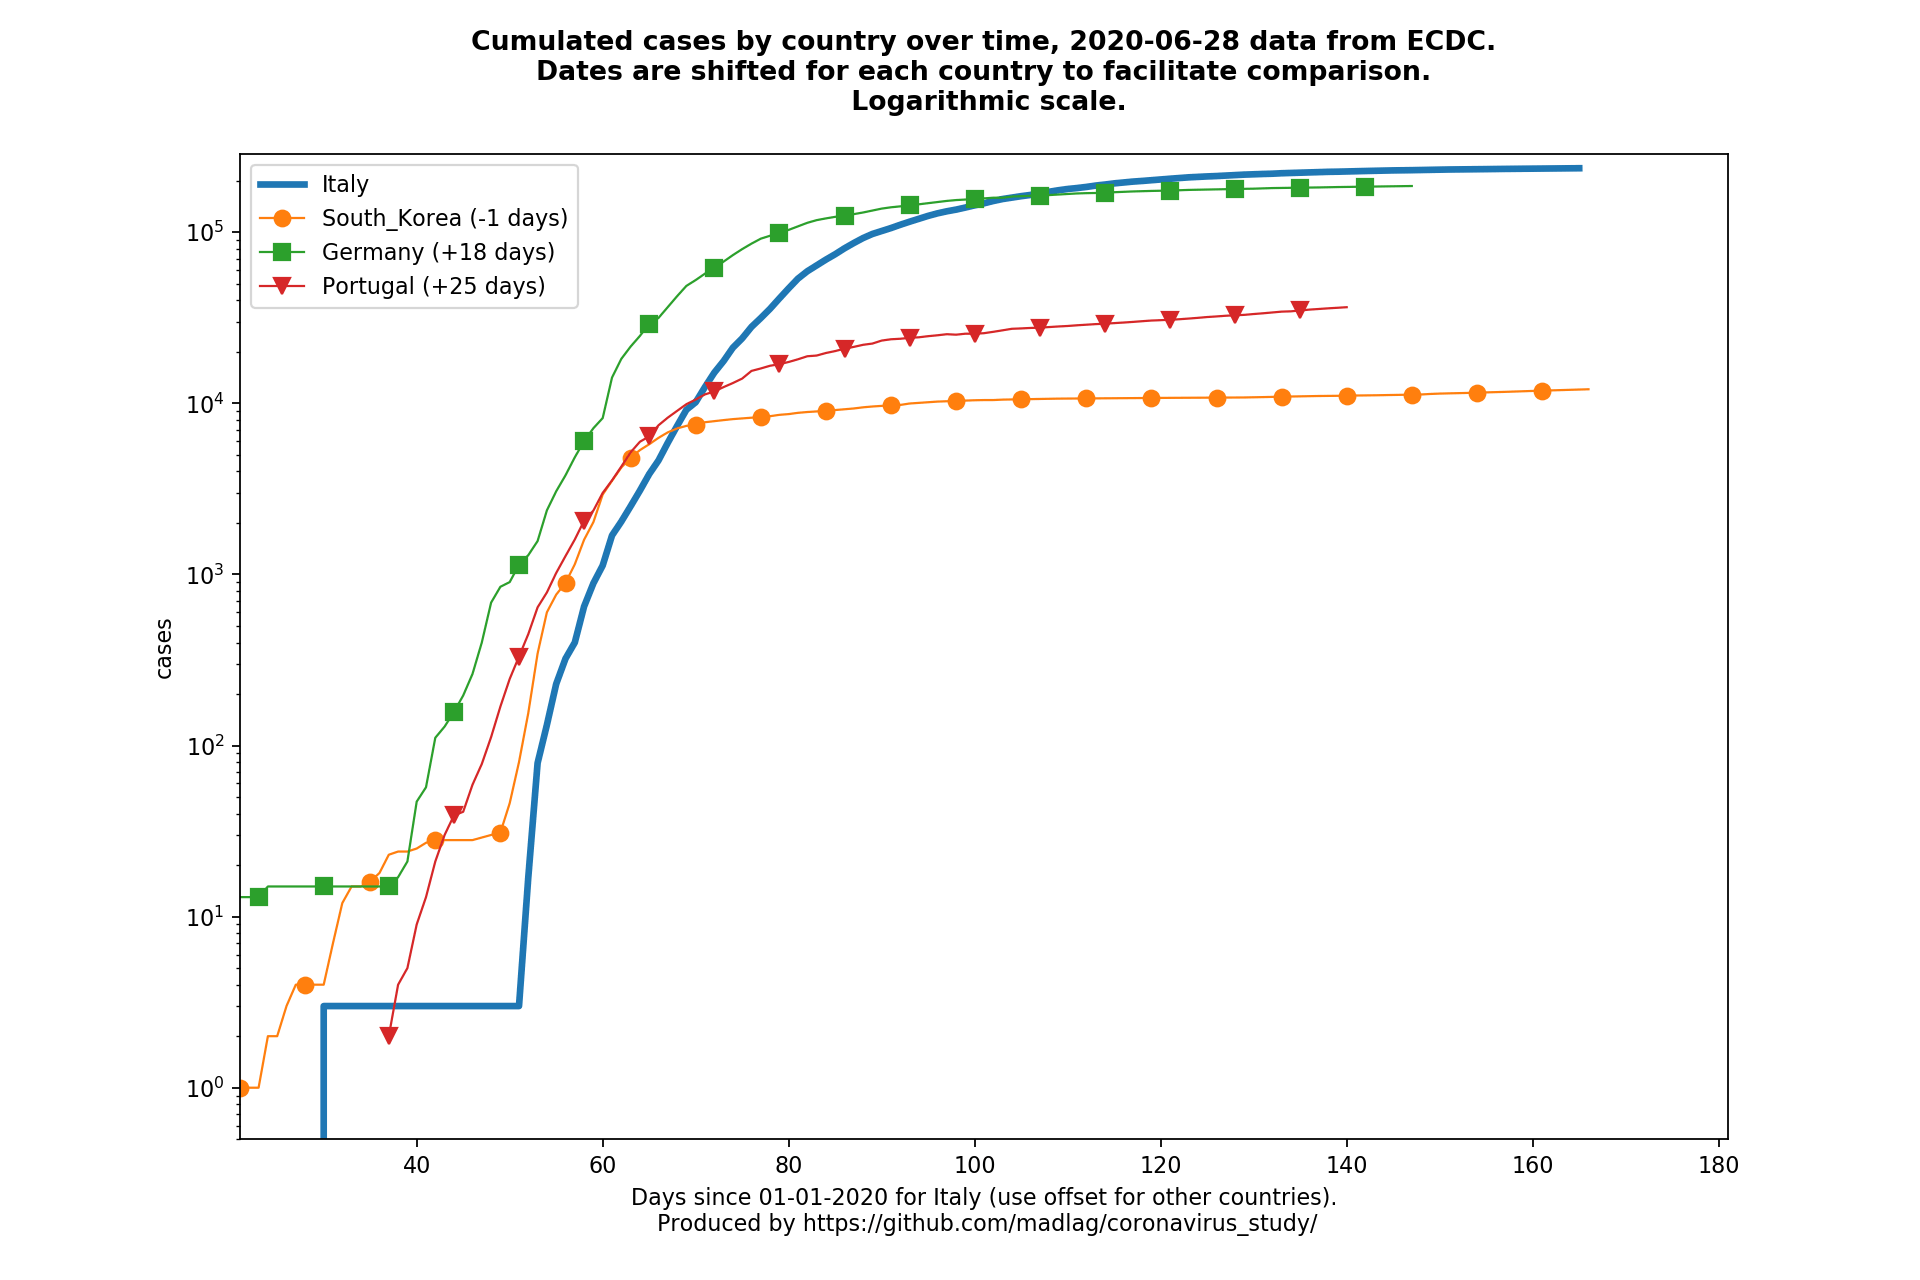 Cumulated cases by country over time, 2020-06-28 data from ECDC.
Dates are shifted for each country to facilitate comparison.
Logarithmic scale.
Italy
South_Korea (-1 days)
Germany (+18 days)
Portugal (+25 days)
10⁵
10⁴
10³
10²
10¹
10⁰
cases
40 60 80 100 120 140 160 180
Days since 01-01-2020 for Italy (use offset for other countries).
Produced by https://github.com/madlag/coronavirus_study/